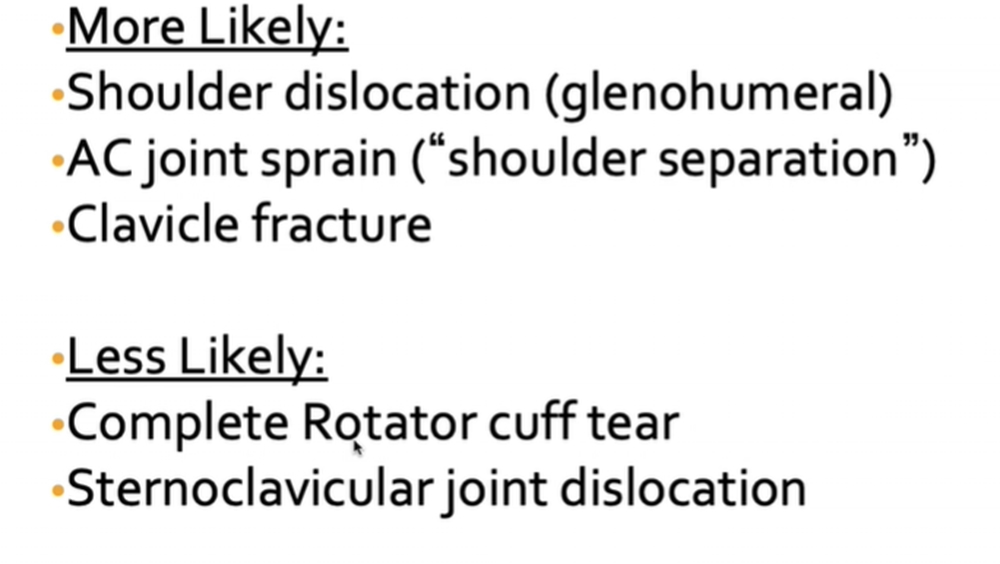 •More Likely:
•Shoulder dislocation (glenohumeral)
•AC joint sprain (“shoulder separation”)
•Clavicle fracture
•Less Likely:
•Complete Rotator cuff tear
•Sternoclavicular joint dislocation